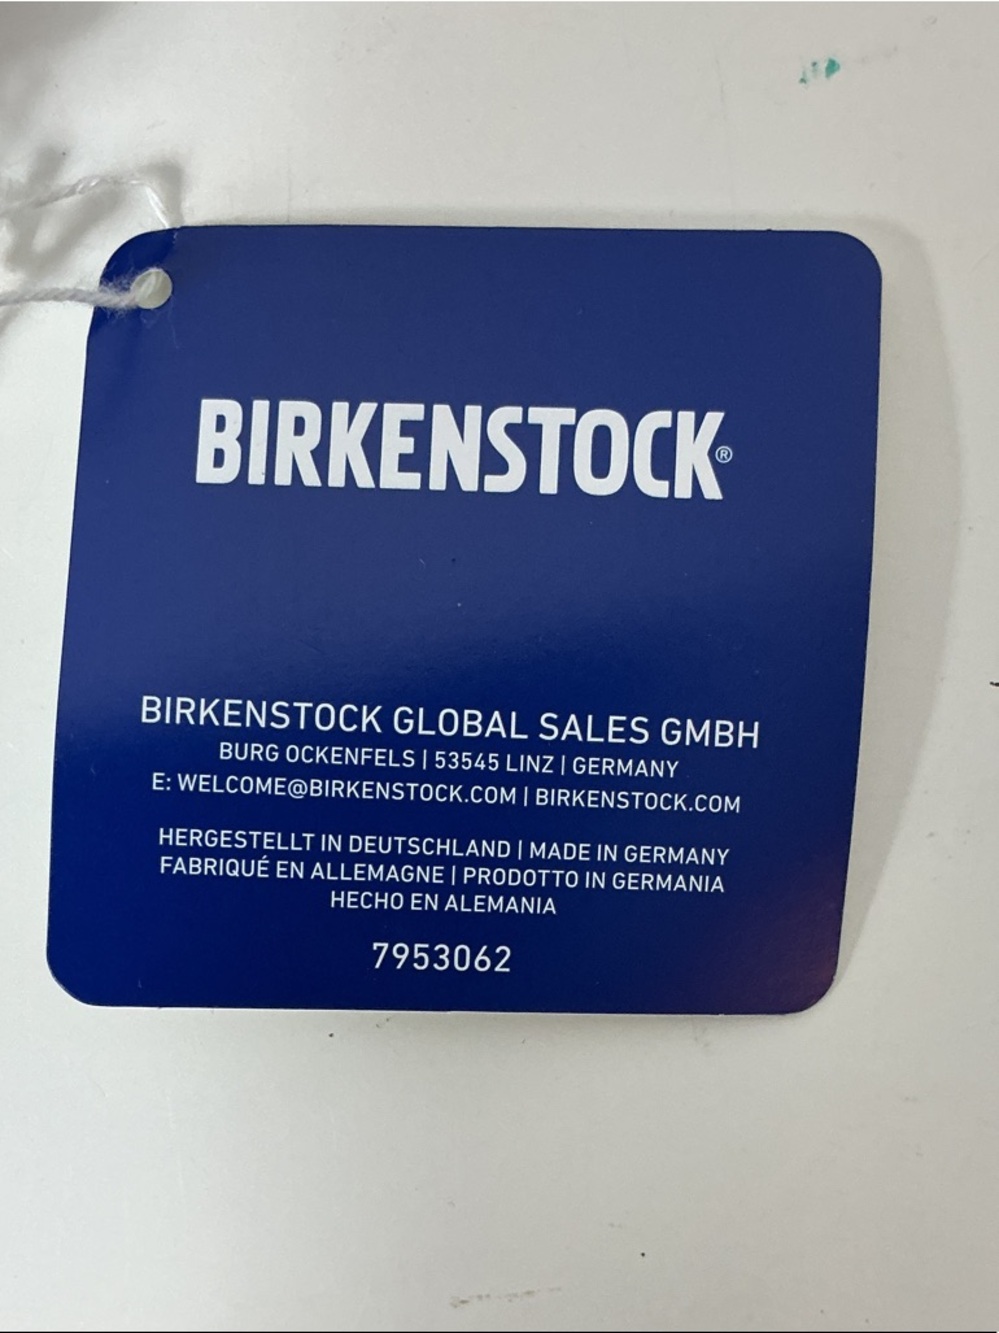 BIRKENSTOCK®
BIRKENSTOCK GLOBAL SALES GMBH
BURG OCKENFELS | 53545 LINZ | GERMANY
E: WELCOME@BIRKENSTOCK.COM | BIRKENSTOCK.COM
HERGESTELLT IN DEUTSCHLAND | MADE IN GERMANY
FABRIQUÉ EN ALLEMAGNE | PRODOTTO IN GERMANIA
HECHO EN ALEMANIA
7953062